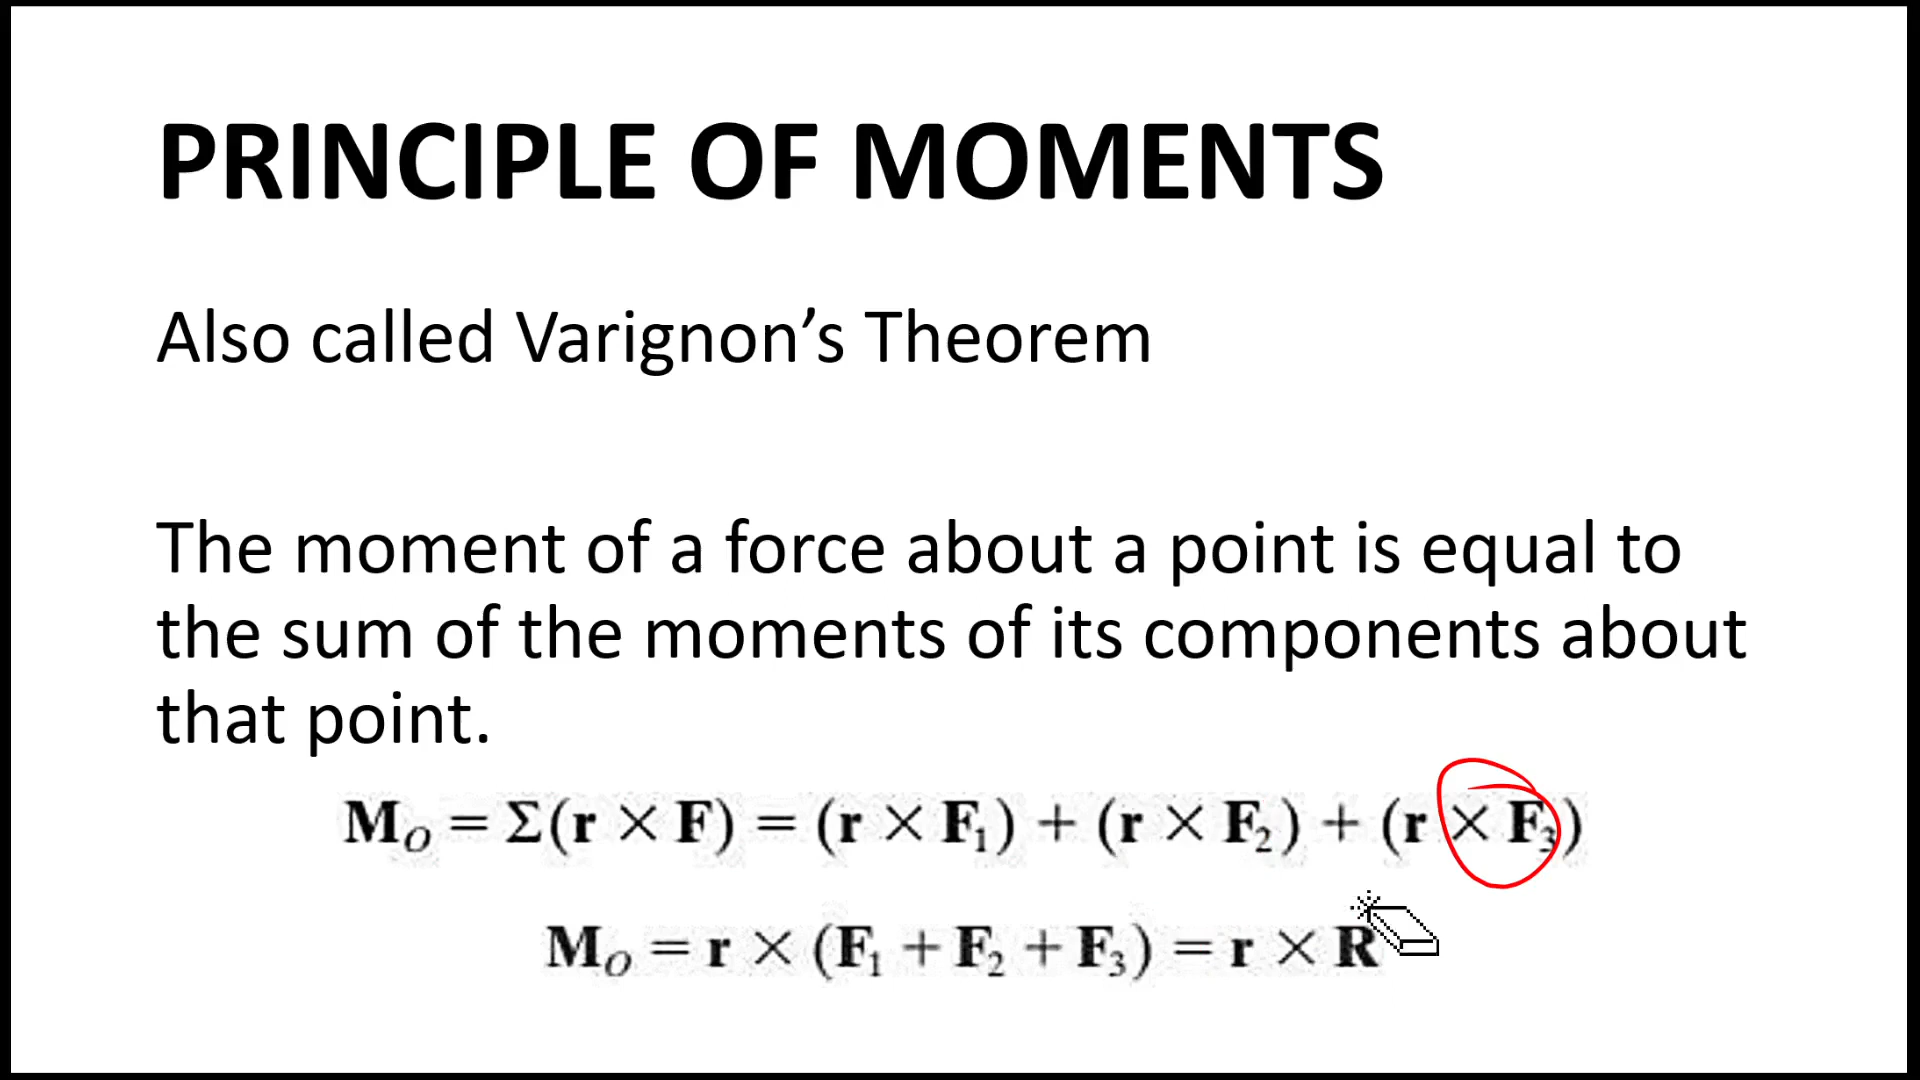 PRINCIPLE OF MOMENTS
Also called Varignon’s Theorem
The moment of a force about a point is equal to
the sum of the moments of its components about
that point.
M_O = Σ(r × F) = (r × F₁) + (r × F₂) + (r × F₃)
M_O = r × (F₁ + F₂ + F₃) = r × R